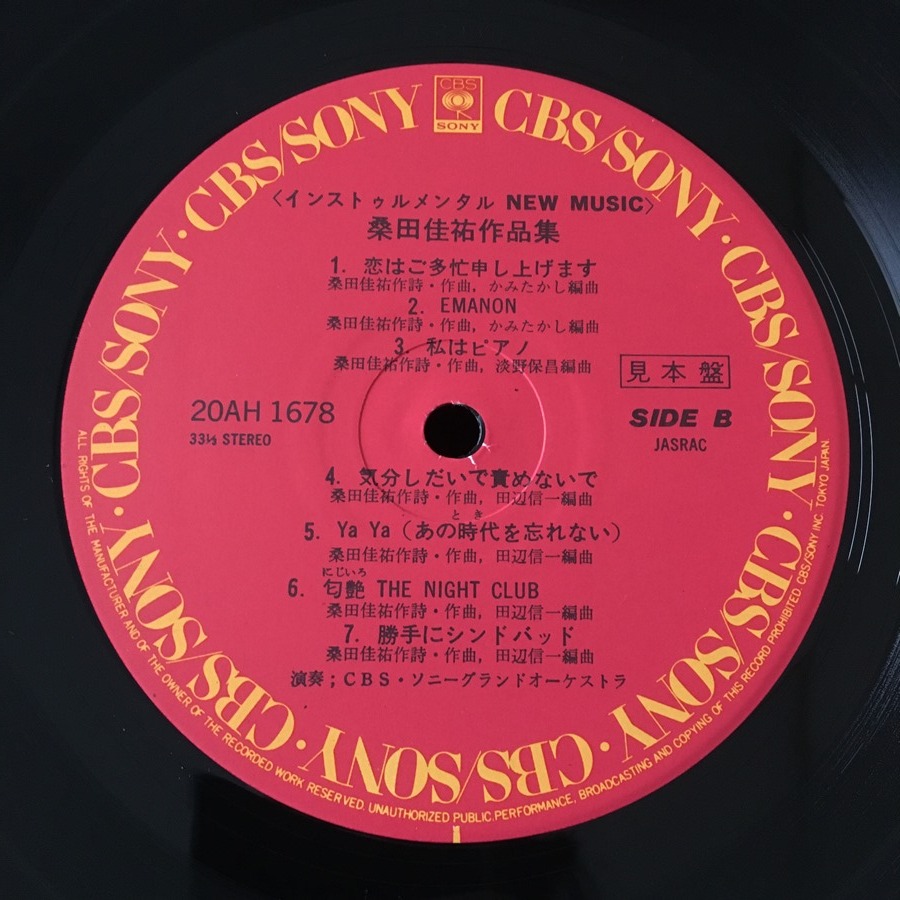 CBS
SONY
CBS/SONY · CBS/SONY · CBS/SONY · CBS/SONY · CBS/SONY · CBS/SONY · CBS/SONY · CBS/SONY
〈インストゥルメンタル NEW MUSIC〉
桑田佳祐作品集
1. 恋はご多忙申し上げます
桑田佳祐作詩・作曲, かみたかし編曲
2. EMANON
桑田佳祐作詩・作曲, かみたかし編曲
3. 私はピアノ
桑田佳祐作詩・作曲, 淡野保昌編曲
見本盤
20AH 1678
33⅓ STEREO
SIDE B
JASRAC
4. 気分しだいで責めないで
桑田佳祐作詩・作曲, 田辺信一編曲
とき
5. Ya Ya (あの時代を忘れない)
桑田佳祐作詩・作曲, 田辺信一編曲
にじいろ
6. 匂艶 THE NIGHT CLUB
桑田佳祐作詩・作曲, 田辺信一編曲
7. 勝手にシンドバッド
桑田佳祐作詩・作曲, 田辺信一編曲
演奏;CBS・ソニーグランドオーケストラ
ALL RIGHTS OF THE MANUFACTURER AND OF THE OWNER OF THE RECORDED WORK RESERVED. UNAUTHORIZED PUBLIC PERFORMANCE, BROADCASTING AND COPYING OF THIS RECORD PROHIBITED. CBS/SONY INC. TOKYO JAPAN